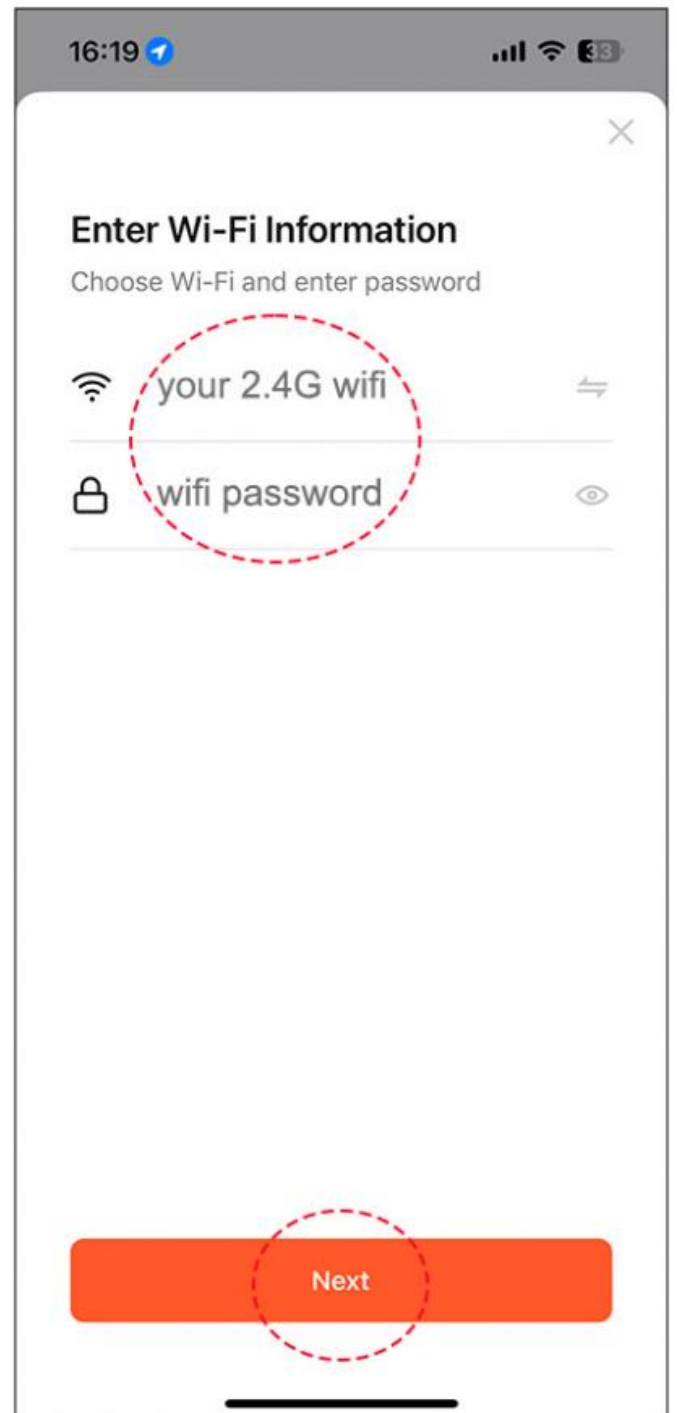 16:19
33
Enter Wi-Fi Information
Choose Wi-Fi and enter password
your 2.4G wifi
wifi password
Next